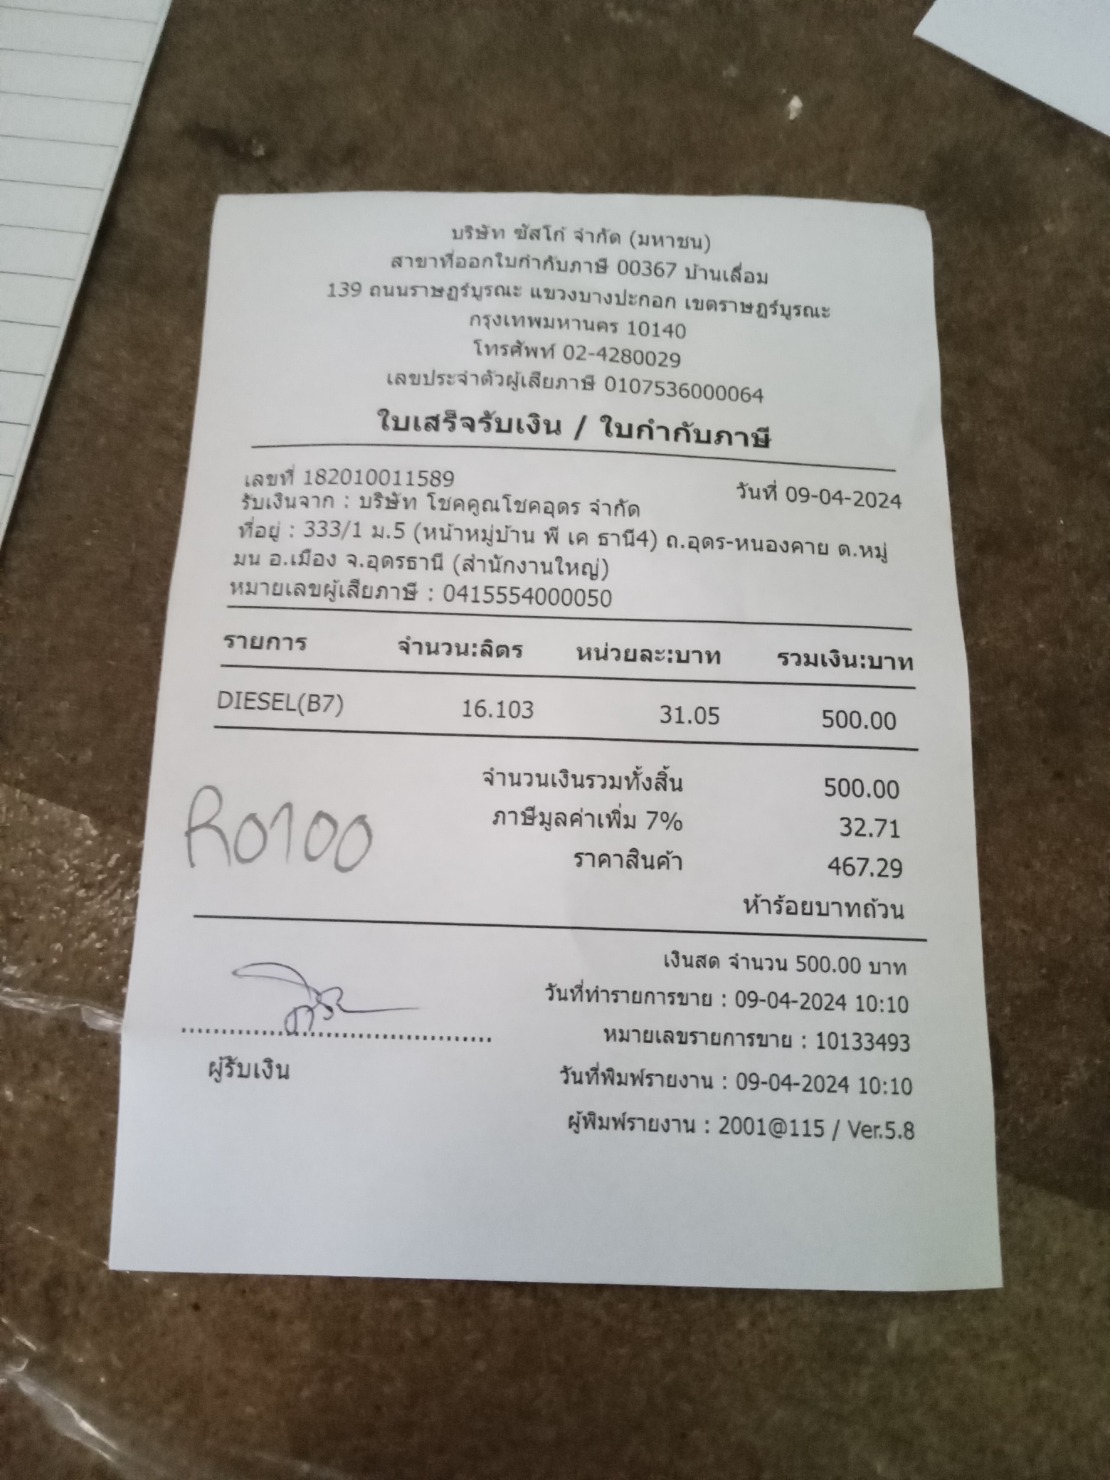 บริษัท ซัสโก้ จำกัด (มหาชน)
สาขาที่ออกใบกำกับภาษี 00367 บ้านเลื่อม
139 ถนนราษฎร์บูรณะ แขวงบางปะกอก เขตราษฎร์บูรณะ
กรุงเทพมหานคร 10140
โทรศัพท์ 02-4280029
เลขประจำตัวผู้เสียภาษี 0107536000064
ใบเสร็จรับเงิน / ใบกำกับภาษี
เลขที่ 182010011589 วันที่ 09-04-2024
รับเงินจาก : บริษัท โชคคูณโชคอุดร จำกัด
ที่อยู่ : 333/1 ม.5 (หน้าหมู่บ้าน พี เค ธานี4) ถ.อุดร-หนองคาย ต.หมู่
มน อ.เมือง จ.อุดรธานี (สำนักงานใหญ่)
หมายเลขผู้เสียภาษี : 0415554000050
รายการ จำนวน:ลิตร หน่วยละ:บาท รวมเงิน:บาท
DIESEL(B7) 16.103 31.05 500.00
จำนวนเงินรวมทั้งสิ้น 500.00
ภาษีมูลค่าเพิ่ม 7% 32.71
R0100
ราคาสินค้า 467.29
ห้าร้อยบาทถ้วน
เงินสด จำนวน 500.00 บาท
วันที่ทำรายการขาย : 09-04-2024 10:10
หมายเลขรายการขาย : 10133493
ผู้รับเงิน
วันที่พิมพ์รายงาน : 09-04-2024 10:10
ผู้พิมพ์รายงาน : 2001@115 / Ver.5.8